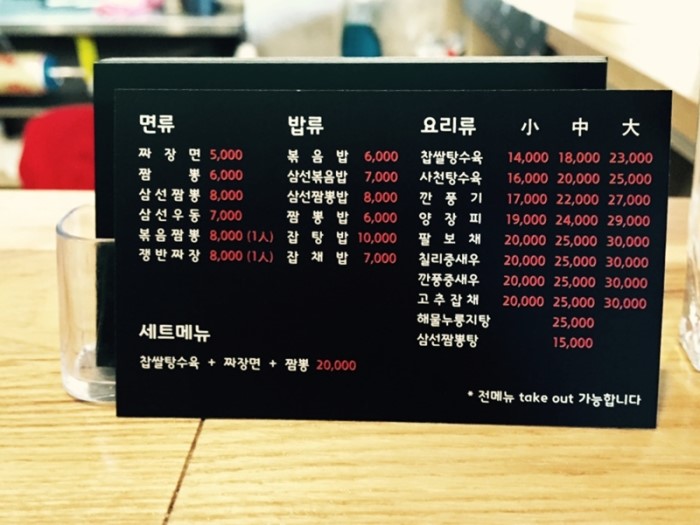 면류
짜장면 5,000
짬뽕 6,000
삼선짬뽕 8,000
삼선우동 7,000
볶음짬뽕 8,000 (1人)
쟁반짜장 8,000 (1人)
밥류
볶음밥 6,000
삼선볶음밥 7,000
삼선짬뽕밥 8,000
짬뽕밥 6,000
잡탕밥 10,000
잡채밥 7,000
요리류 小 中 大
찹쌀탕수육 14,000 18,000 23,000
사천탕수육 16,000 20,000 25,000
깐풍기 17,000 22,000 27,000
양장피 19,000 24,000 29,000
팔보채 20,000 25,000 30,000
칠리중새우 20,000 25,000 30,000
깐풍중새우 20,000 25,000 30,000
고추잡채 20,000 25,000 30,000
해물누룽지탕 25,000
삼선짬뽕탕 15,000
세트메뉴
찹쌀탕수육 + 짜장면 + 짬뽕 20,000
* 전메뉴 take out 가능합니다